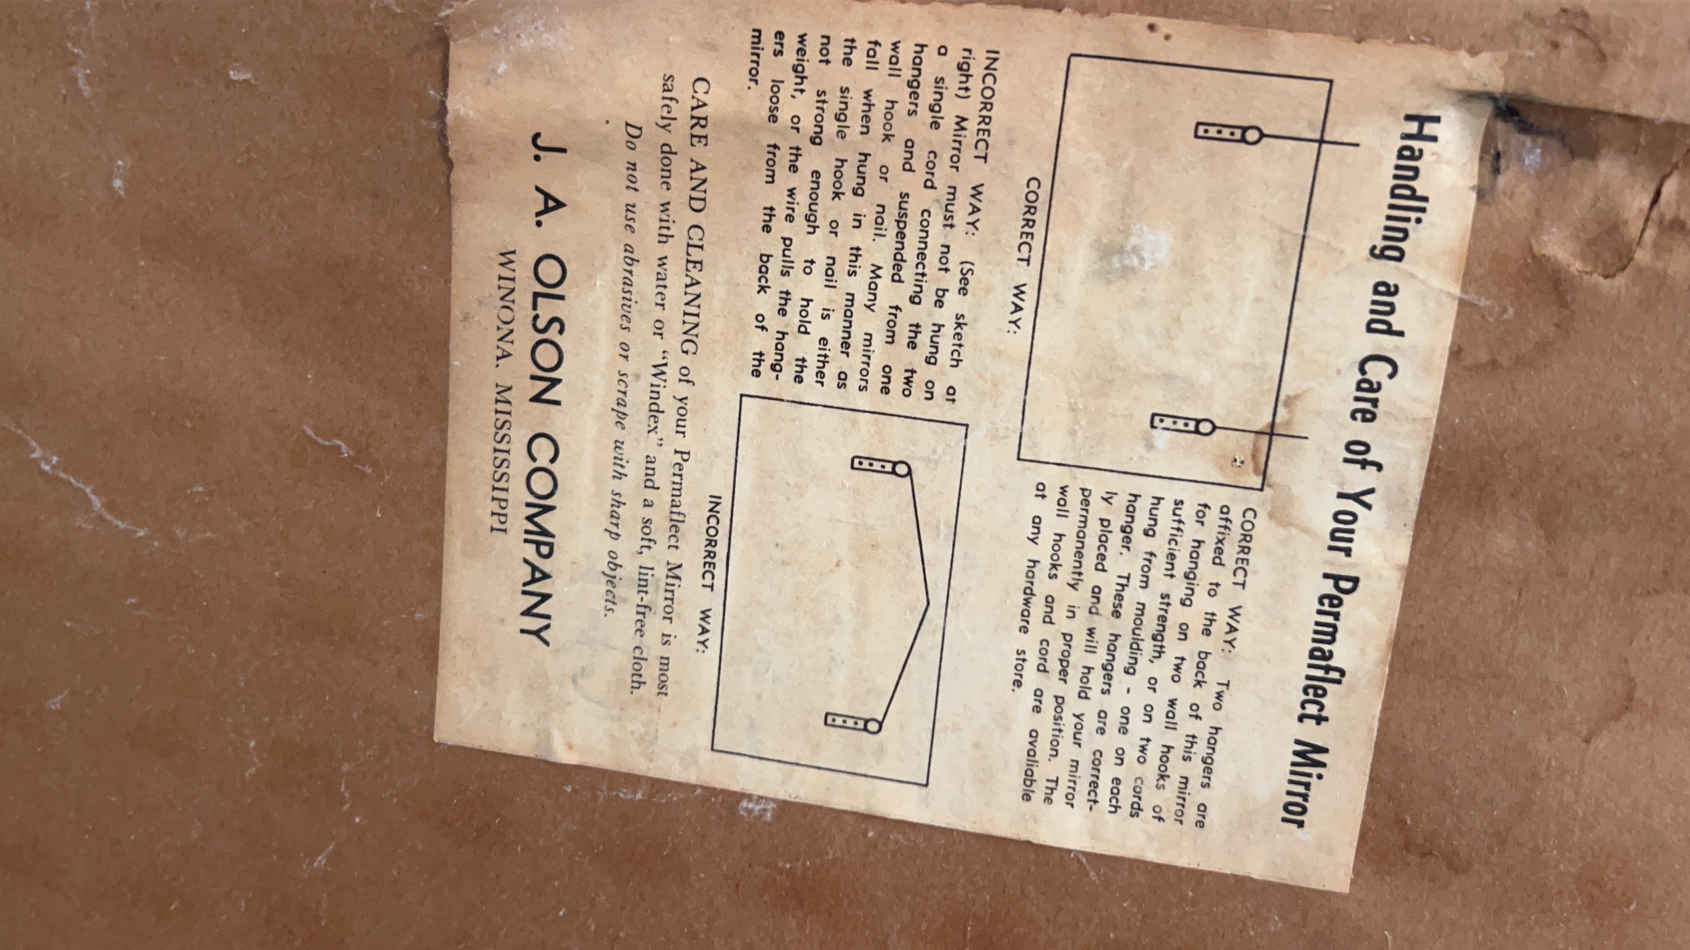 Handling and Care of Your Permaflect Mirror
CORRECT WAY: Two hangers are
affixed to the back of this mirror
for hanging on two wall hooks of
sufficient strength, or on two cords
hung from moulding - one on each
hanger. These hangers are correct-
ly placed and will hold your mirror
permanently in proper position. The
wall hooks and cord are avaliable
at any hardware store.
CORRECT WAY:
INCORRECT WAY: (See sketch at
right) Mirror must not be hung on
a single cord connecting the two
hangers and suspended from one
wall hook or nail. Many mirrors
fall when hung in this manner as
the single hook or nail is either
not strong enough to hold the
weight, or the wire pulls the hang-
ers loose from the back of the
mirror.
INCORRECT WAY:
CARE AND CLEANING of your Permaflect Mirror is most
safely done with water or "Windex" and a soft, lint-free cloth.
Do not use abrasives or scrape with sharp objects.
J. A. OLSON COMPANY
WINONA. MISSISSIPPI